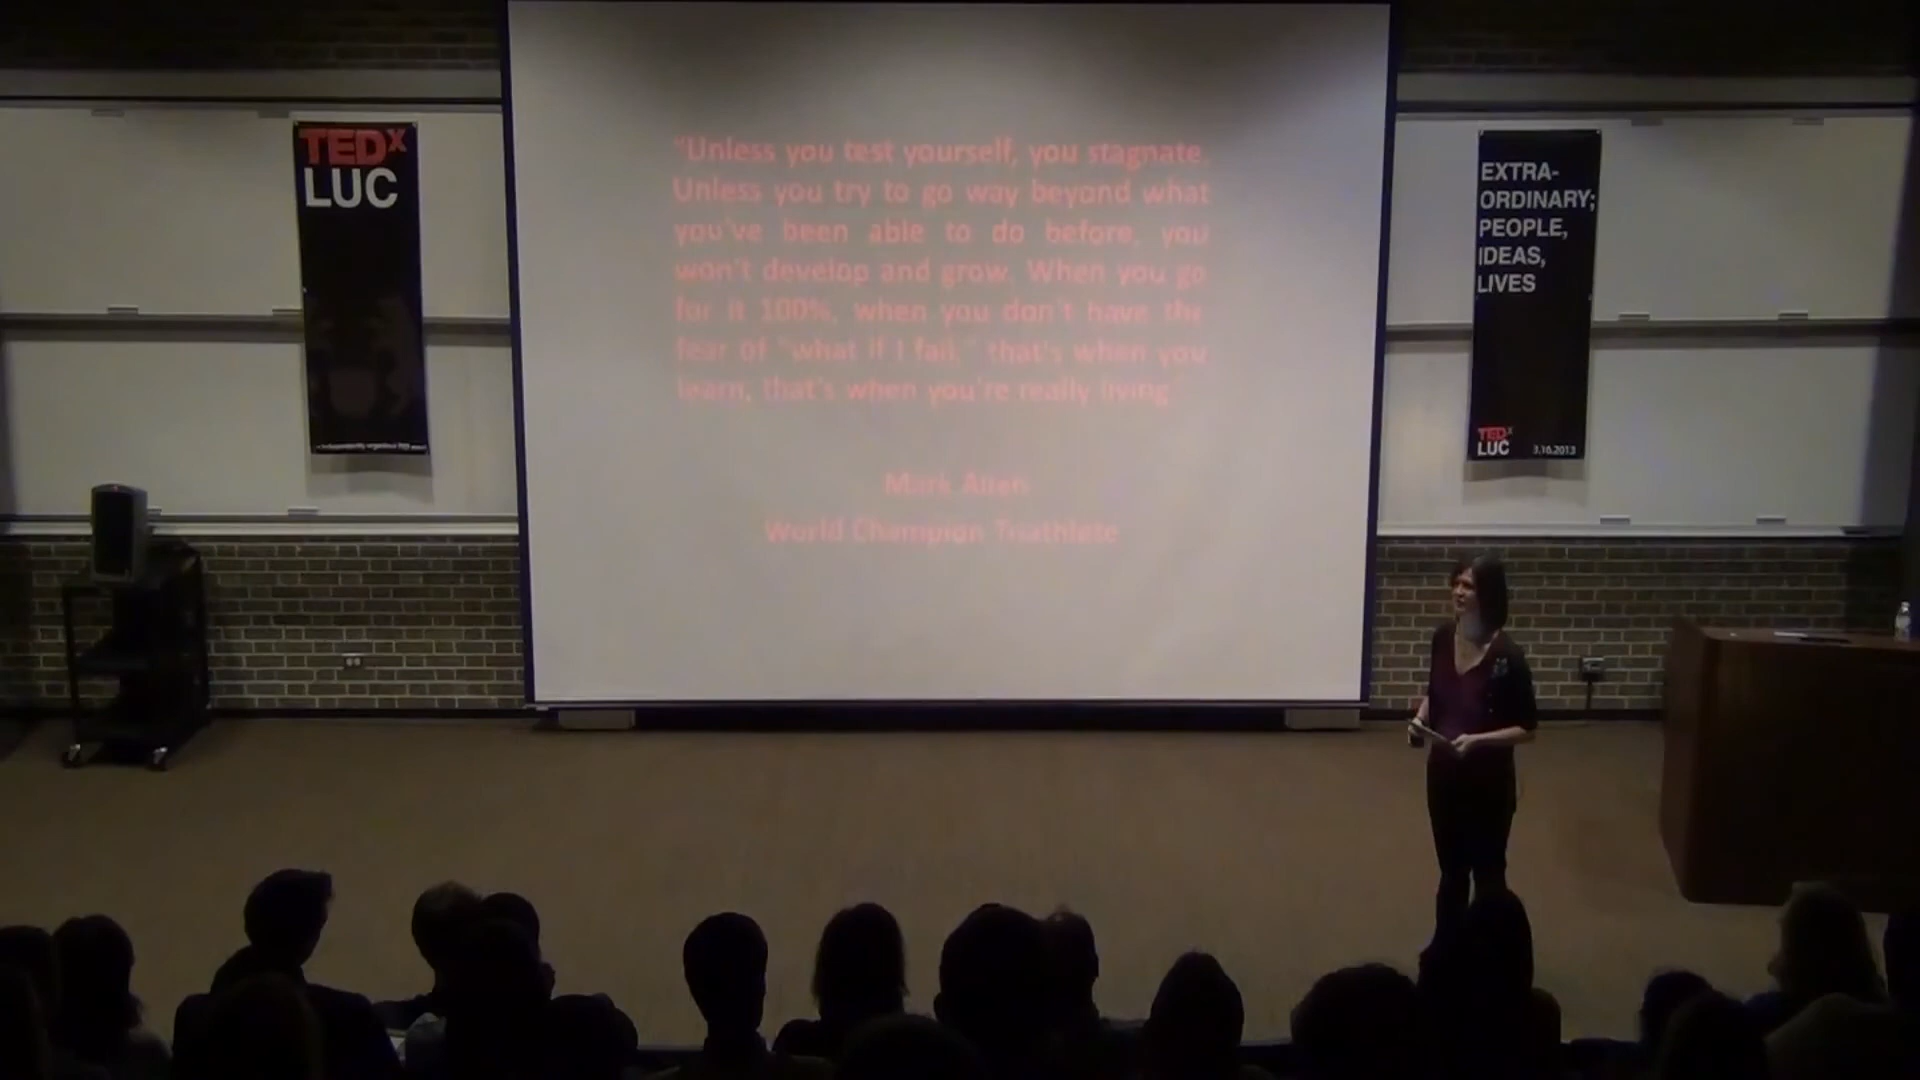 TEDx
LUC
"Unless you test yourself, you stagnate.
Unless you try to go way beyond what
you've been able to do before, you
won't develop and grow. When you go
for it 100%, when you don't have the
fear of "what if I fail," that's when you
learn, that's when you're really living"
Mark Allen
World Champion Triathlete
EXTRA-
ORDINARY;
PEOPLE,
IDEAS,
LIVES
TEDx
LUC 3.16.2013